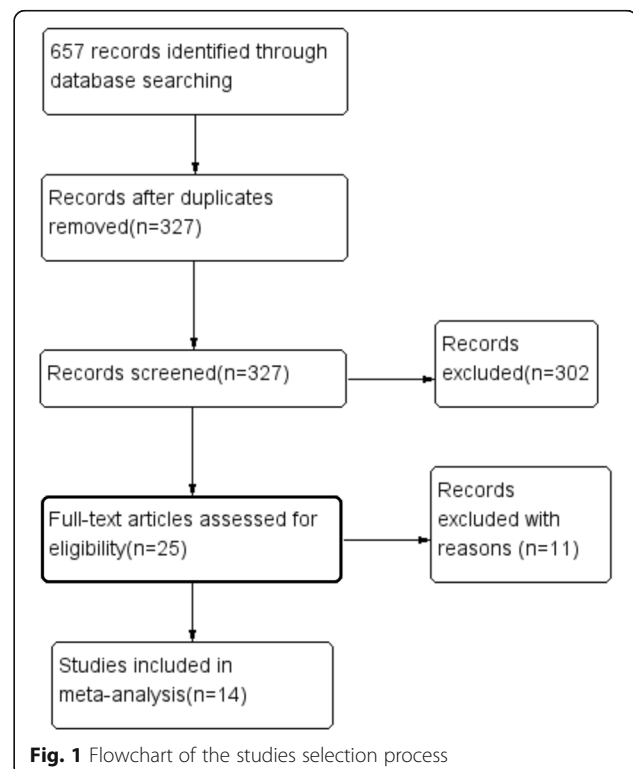 657 records identified through
database searching
Records after duplicates
removed(n=327)
Records screened(n=327)
Records
excluded(n=302
Full-text articles assessed for
eligibility(n=25)
Records
excluded with
reasons (n=11)
Studies included in
meta-analysis(n=14)
Fig. 1 Flowchart of the studies selection process